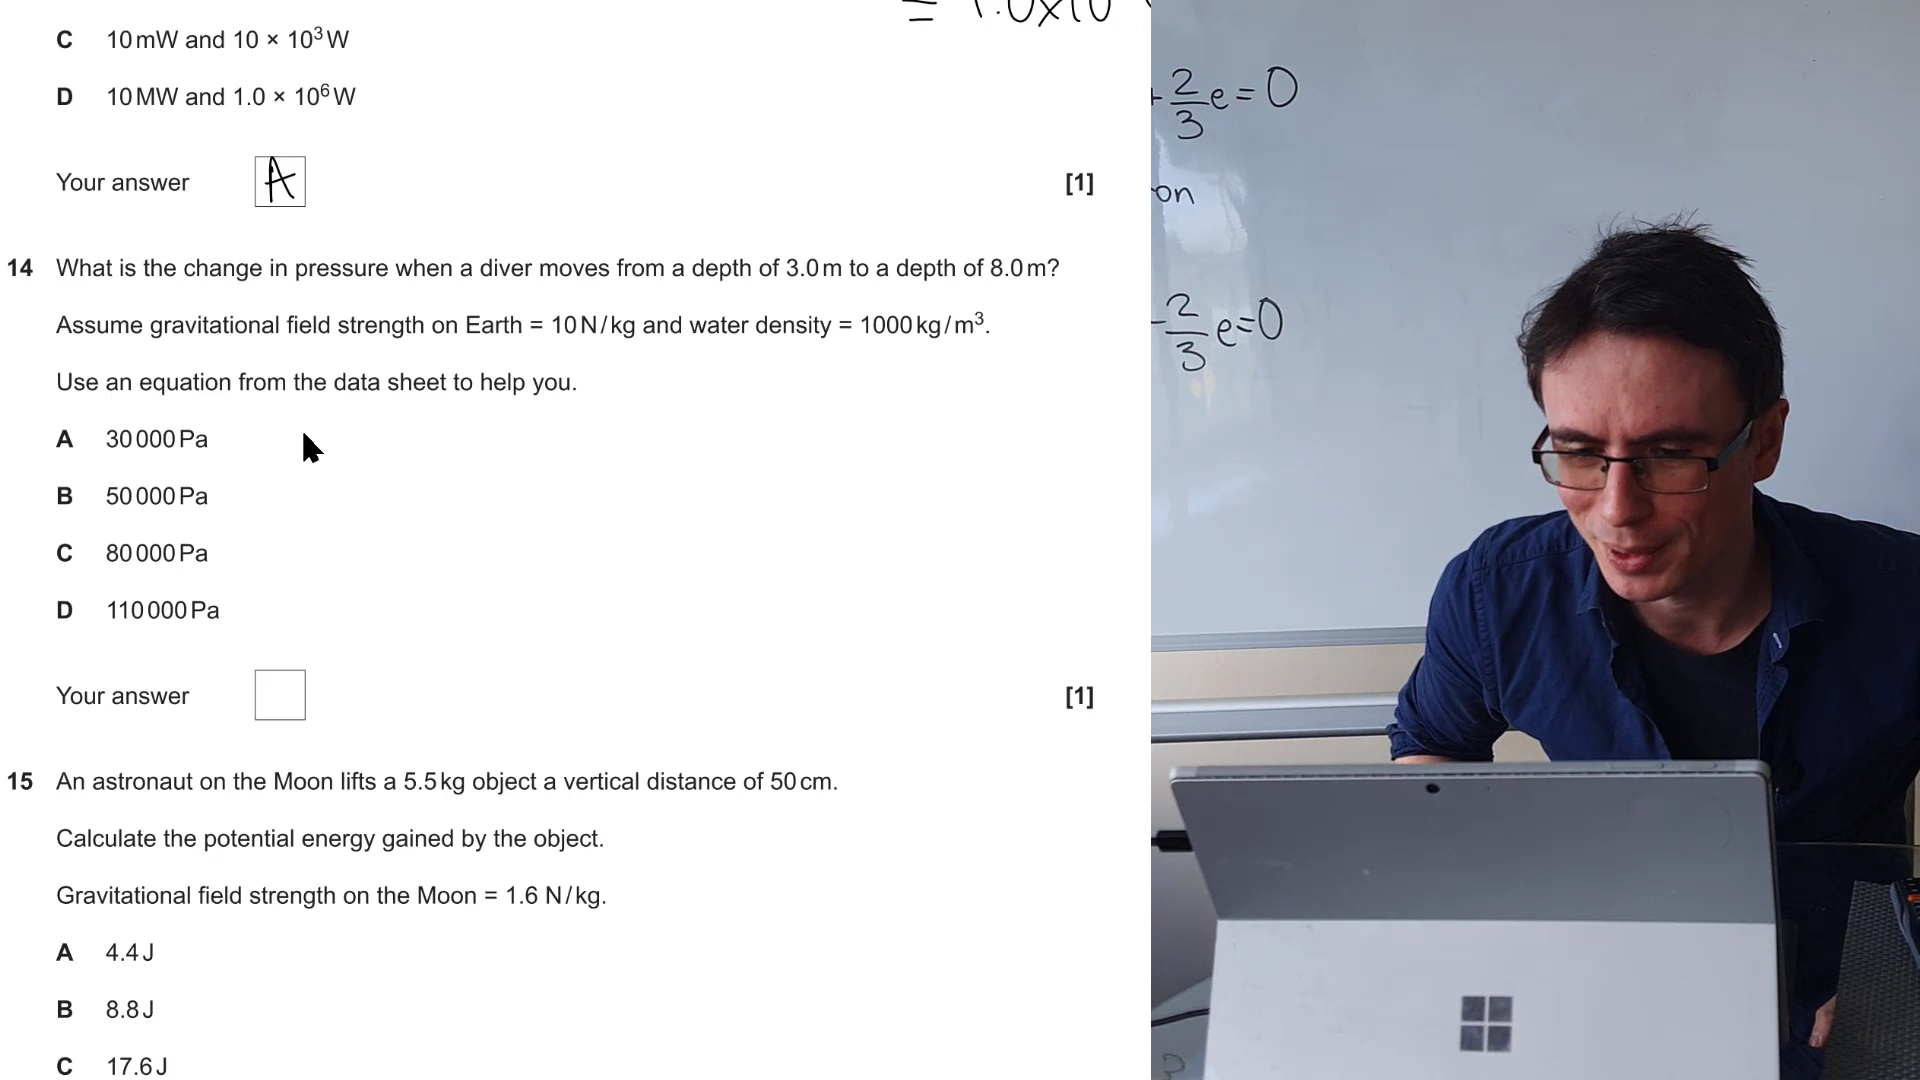 = 1.0x10
C 10 mW and 10 × 10³ W
D 10 MW and 1.0 × 10⁶ W
Your answer A [1]
14 What is the change in pressure when a diver moves from a depth of 3.0 m to a depth of 8.0 m?
Assume gravitational field strength on Earth = 10 N/kg and water density = 1000 kg/m³.
Use an equation from the data sheet to help you.
A 30 000 Pa
B 50 000 Pa
C 80 000 Pa
D 110 000 Pa
Your answer [1]
15 An astronaut on the Moon lifts a 5.5 kg object a vertical distance of 50 cm.
Calculate the potential energy gained by the object.
Gravitational field strength on the Moon = 1.6 N/kg.
A 4.4 J
B 8.8 J
C 17.6 J
+ 2/3 e = 0
on
- 2/3 e = 0